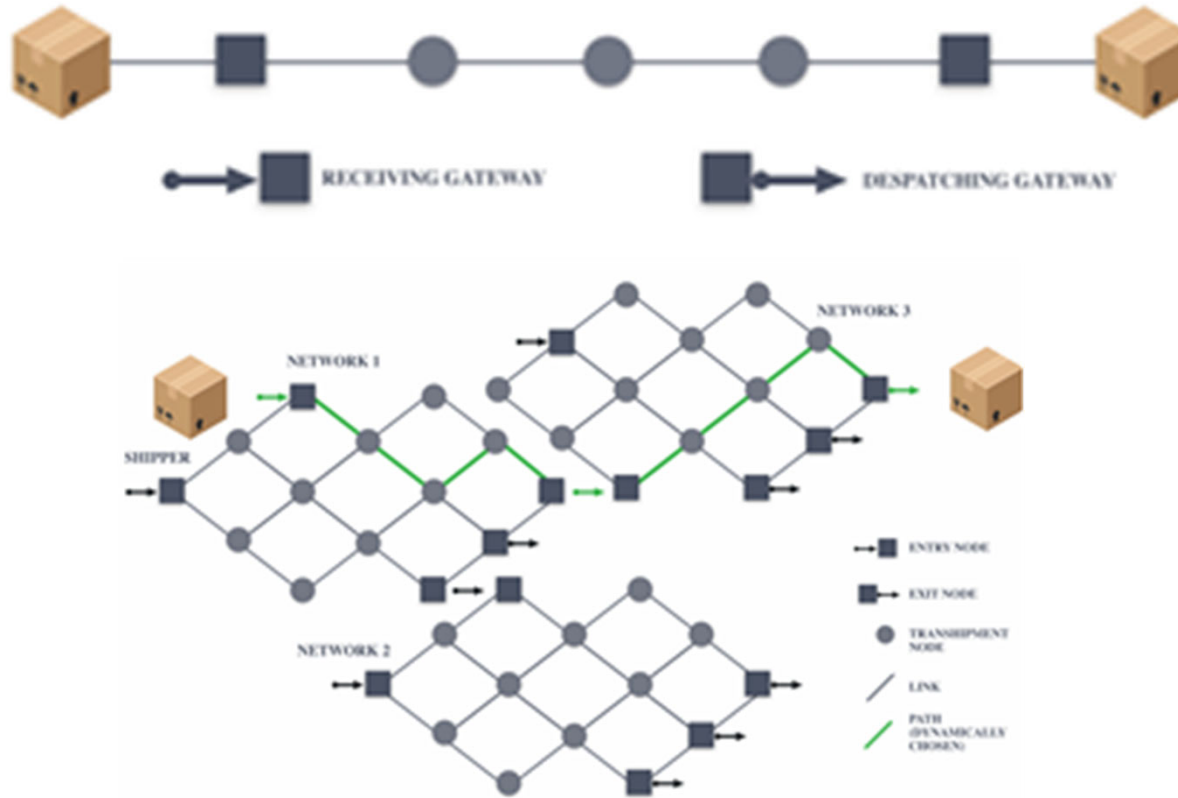 RECEIVING GATEWAY
DESPATCHING GATEWAY
NETWORK 3
NETWORK 1
SHIPPER
ENTRY NODE
EXIT NODE
TRANSHIPMENT
NODE
NETWORK 2
LINK
PATH
(DYNAMICALLY
CHOSEN)